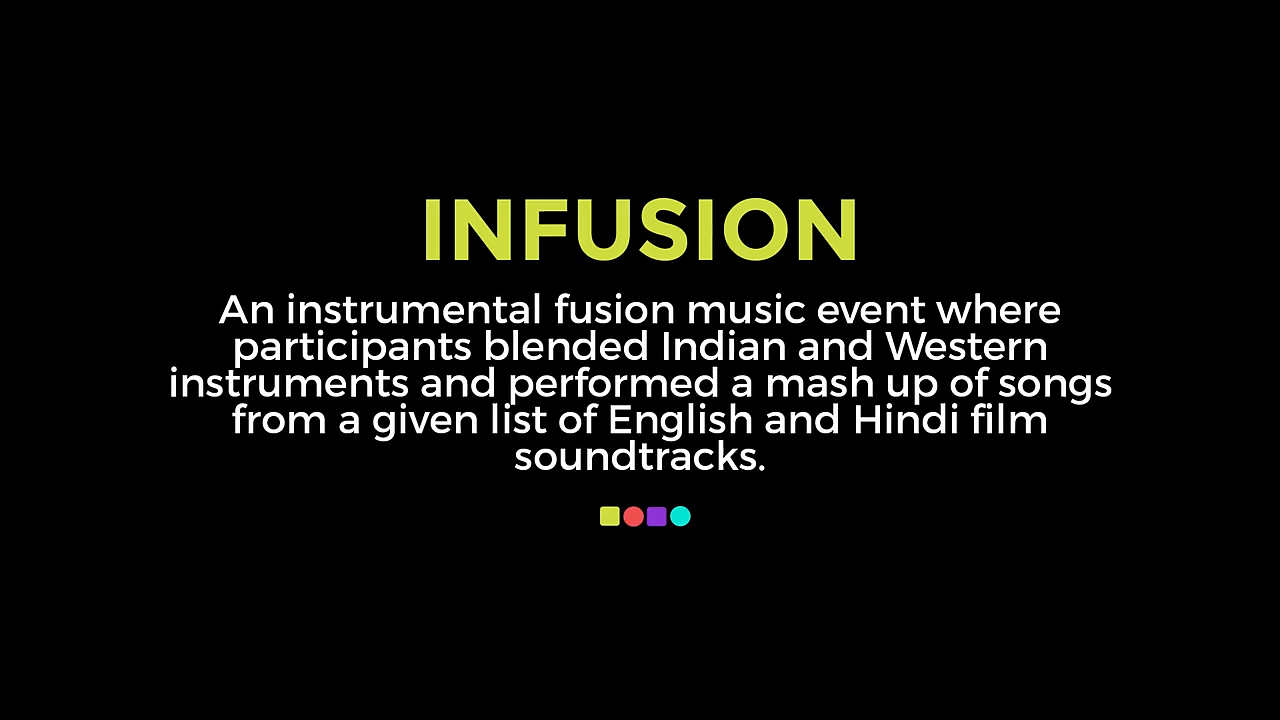 INFUSION
An instrumental fusion music event where
participants blended Indian and Western
instruments and performed a mash up of songs
from a given list of English and Hindi film
soundtracks.